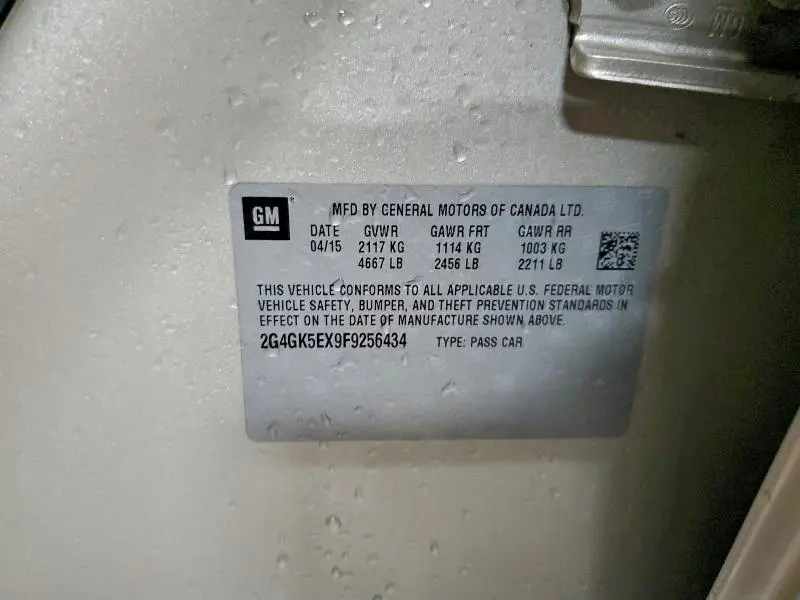 GM
GM®
MFD BY GENERAL MOTORS OF CANADA LTD.
DATE GVWR GAWR FRT GAWR RR
04/15 2117 KG 1114 KG 1003 KG
4667 LB 2456 LB 2211 LB
THIS VEHICLE CONFORMS TO ALL APPLICABLE U.S. FEDERAL MOTOR
VEHICLE SAFETY, BUMPER, AND THEFT PREVENTION STANDARDS IN
EFFECT ON THE DATE OF MANUFACTURE SHOWN ABOVE.
2G4GK5EX9F9256434 TYPE: PASS CAR